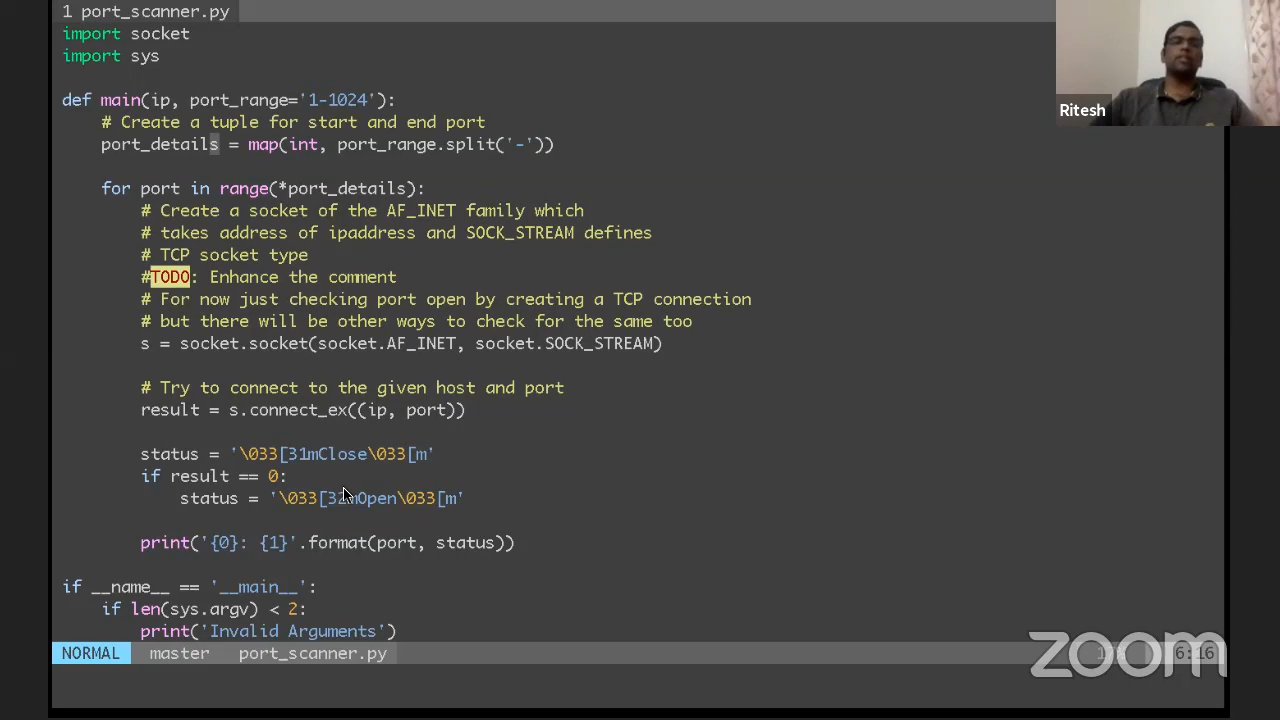 1 port_scanner.py
import socket
import sys
def main(ip, port_range='1-1024'):
# Create a tuple for start and end port
port_details = map(int, port_range.split('-'))
for port in range(*port_details):
# Create a socket of the AF_INET family which
# takes address of ipaddress and SOCK_STREAM defines
# TCP socket type
#TODO: Enhance the comment
# For now just checking port open by creating a TCP connection
# but there will be other ways to check for the same too
s = socket.socket(socket.AF_INET, socket.SOCK_STREAM)
# Try to connect to the given host and port
result = s.connect_ex((ip, port))
status = '\033[31mClose\033[m'
if result == 0:
status = '\033[32mOpen\033[m'
print('{0}: {1}'.format(port, status))
if __name__ == '__main__':
if len(sys.argv) < 2:
print('Invalid Arguments')
NORMAL master port_scanner.py 6:16
Ritesh
zoom